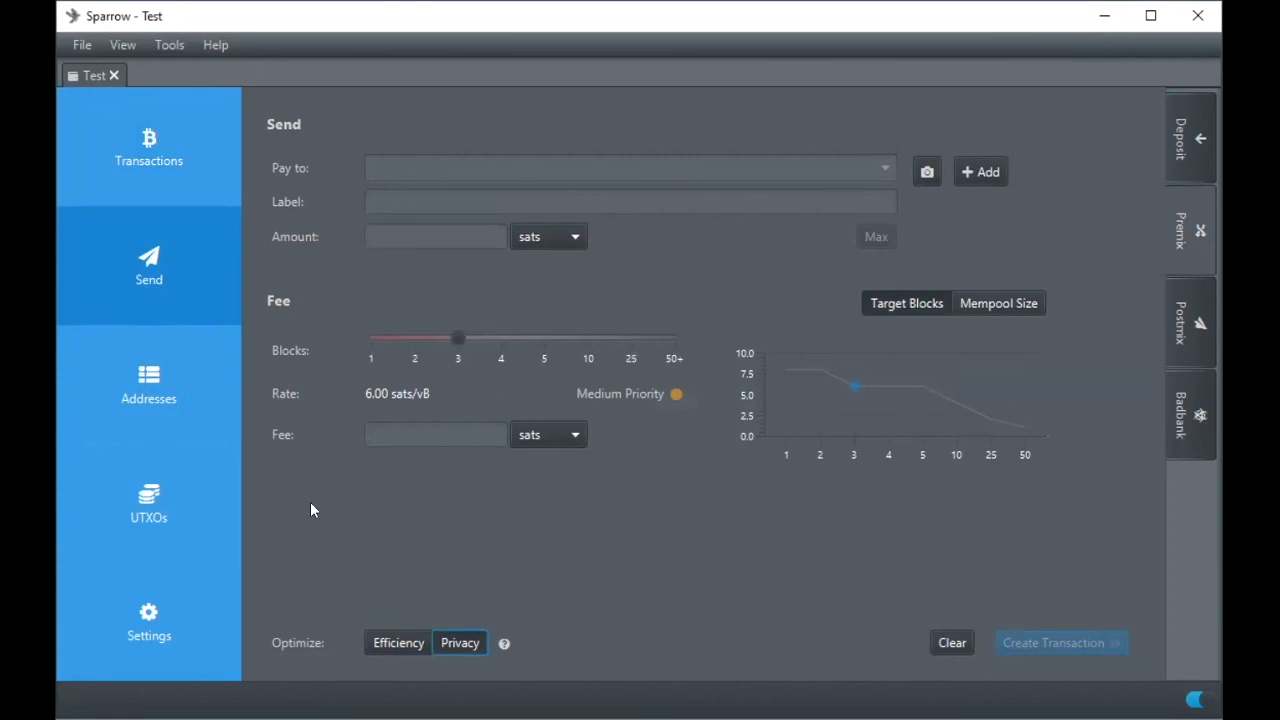 Sparrow - Test
File View Tools Help
Test
Transactions
Send
Addresses
UTXOs
Settings
Send
Pay to:
Add
Label:
Amount: sats Max
Fee
Target Blocks Mempool Size
Blocks:
1 2 3 4 5 10 25 50+
Rate: 6.00 sats/vB Medium Priority
Fee: sats
10.0
7.5
5.0
2.5
0.0
1 2 3 4 5 10 25 50
Optimize: Efficiency Privacy ?
Clear Create Transaction
Deposit
Premix
Postmix
Badbank